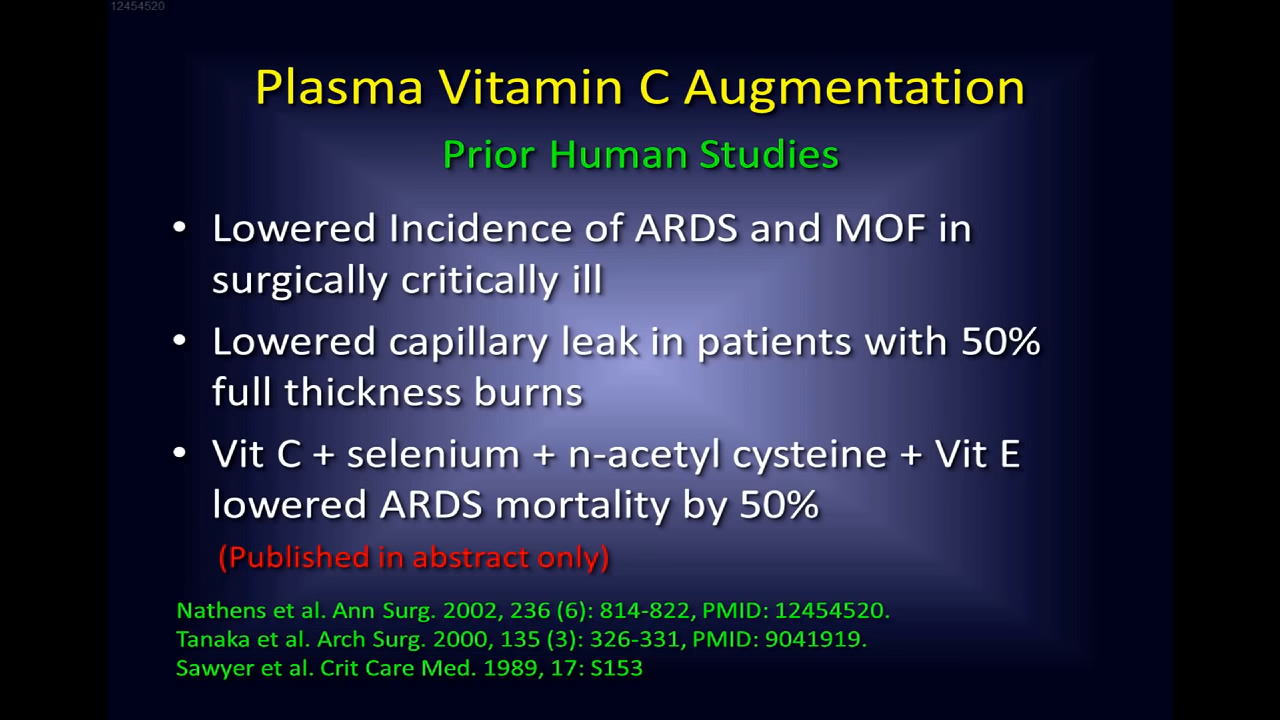 12454520
Plasma Vitamin C Augmentation
Prior Human Studies
• Lowered Incidence of ARDS and MOF in
surgically critically ill
• Lowered capillary leak in patients with 50%
full thickness burns
• Vit C + selenium + n-acetyl cysteine + Vit E
lowered ARDS mortality by 50%
(Published in abstract only)
Nathens et al. Ann Surg. 2002, 236 (6): 814-822, PMID: 12454520.
Tanaka et al. Arch Surg. 2000, 135 (3): 326-331, PMID: 9041919.
Sawyer et al. Crit Care Med. 1989, 17: S153